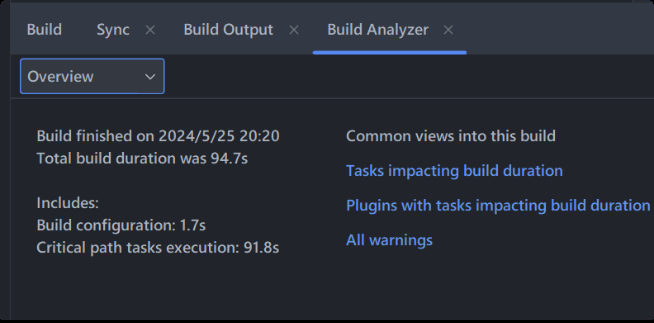 Build Sync Build Output Build Analyzer
Overview
Build finished on 2024/5/25 20:20
Total build duration was 94.7s
Includes:
Build configuration: 1.7s
Critical path tasks execution: 91.8s
Common views into this build
Tasks impacting build duration
Plugins with tasks impacting build duration
All warnings